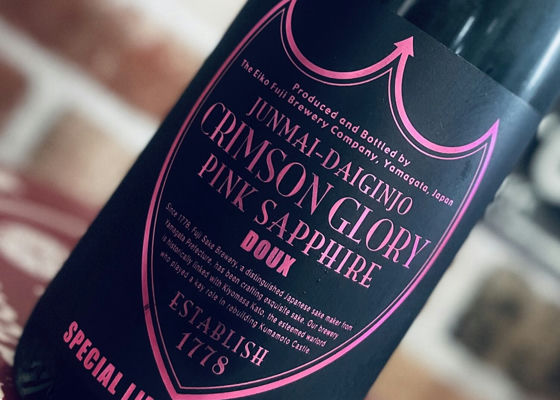 Produced and Bottled by
The Eiko Fuji Brewery Company, Yamagata, Japan
JUNMAI-DAIGINJO
CRIMSON GLORY
PINK SAPPHIRE
DOUX
Since 1778, Fuji Sake Brewery, a distinguished Japanese sake maker from
Yamagata Prefecture, has been crafting exquisite sake. Our brewery
is historically linked with Kiyomasa Kato, the esteemed warlord
who played a key role in rebuilding Kumamoto Castle.
ESTABLISH
1778
SPECIAL